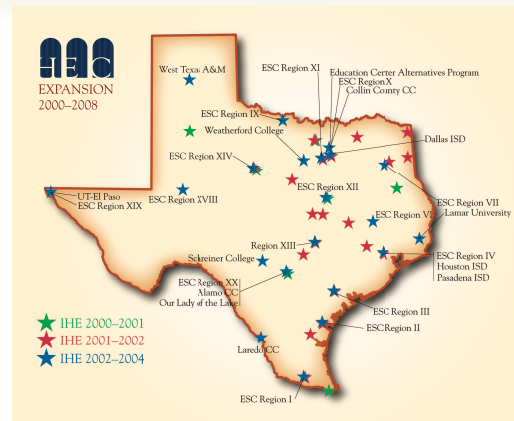 IEC
EXPANSION
2000–2008
West Texas A&M
ESC Region XI
Education Certer Alternatives Program
ESC Region X
Collin County CC
ESC Region IX
Weatherford College
Dallas ISD
ESC Region XIV
ESC Region XII
ESC Region XVIII
UT-El Paso
ESC Region XIX
ESC Region VII
Lamar University
ESC Region VI
Region XIII
Schreiner College
ESC Region IV
Houston ISD
Pasadena ISD
ESC Region XX
Alamo CC
Our Lady of the Lake
ESC Region III
ESC Region II
Laredo CC
ESC Region I
IHE 2000–2001
IHE 2001–2002
IHE 2002–2004